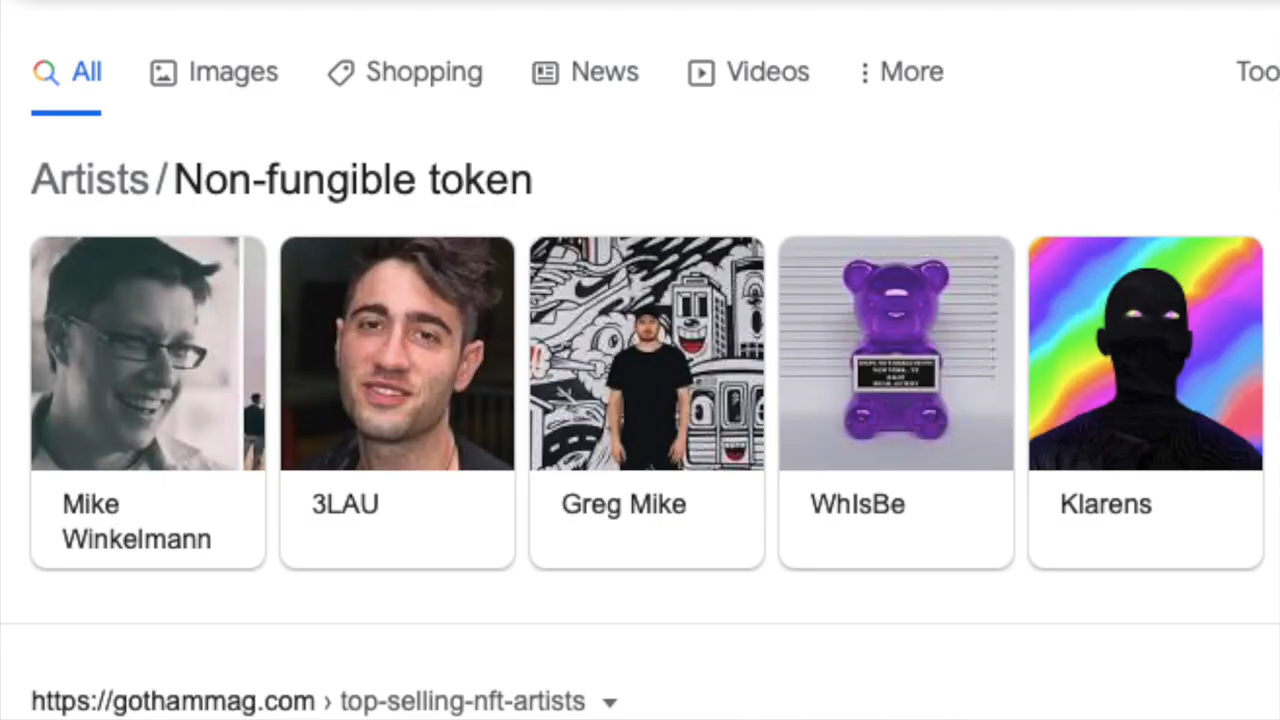 All Images Shopping News Videos More Too
Artists / Non-fungible token
Mike
Winkelmann
3LAU
Greg Mike
WhIsBe
Klarens
https://gothammag.com › top-selling-nft-artists